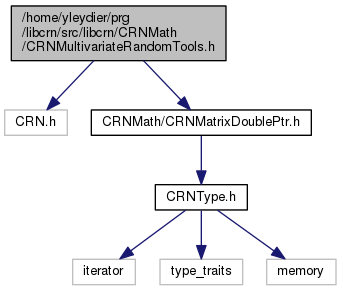 /home/yleydier/prg
/libcrn/src/libcrn/CRNMath
/CRNMultivariateRandomTools.h
CRN.h
CRNMath/CRNMatrixDoublePtr.h
CRNType.h
iterator
type_traits
memory